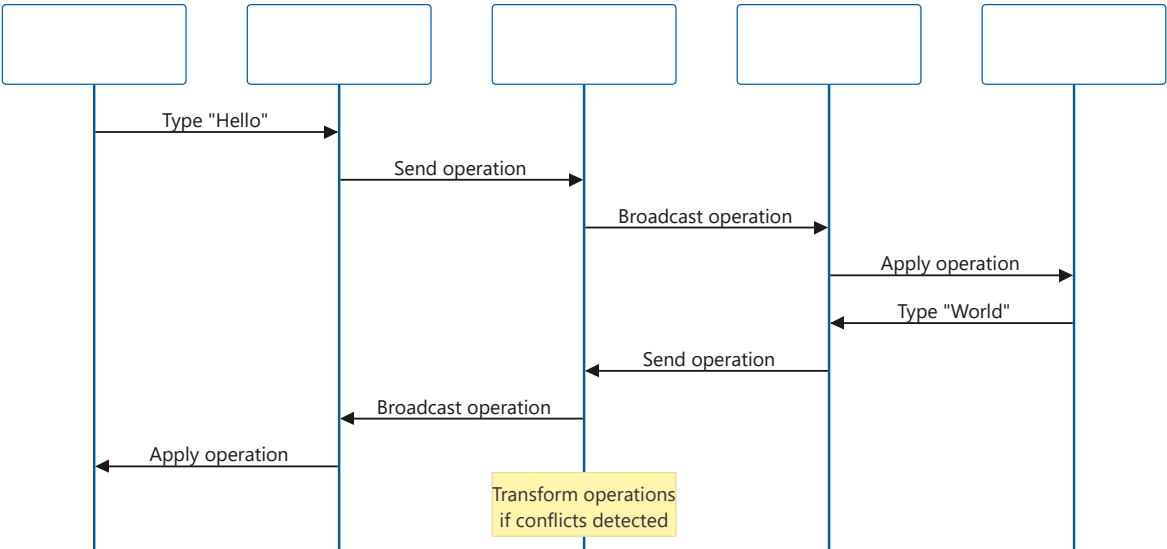 Type "Hello"
Send operation
Broadcast operation
Apply operation
Type "World"
Send operation
Broadcast operation
Apply operation
Transform operations
if conflicts detected